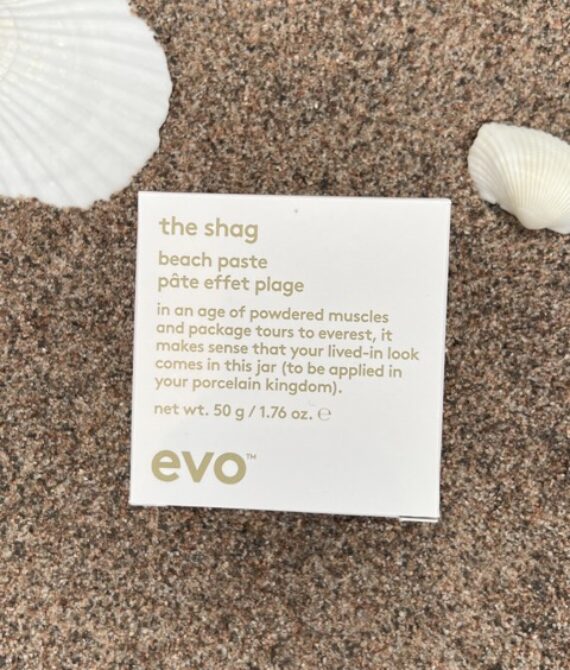 the shag
beach paste
pâte effet plage
in an age of powdered muscles
and package tours to everest, it
makes sense that your lived-in look
comes in this jar (to be applied in
your porcelain kingdom).
net wt. 50 g / 1.76 oz. ℮
evo™